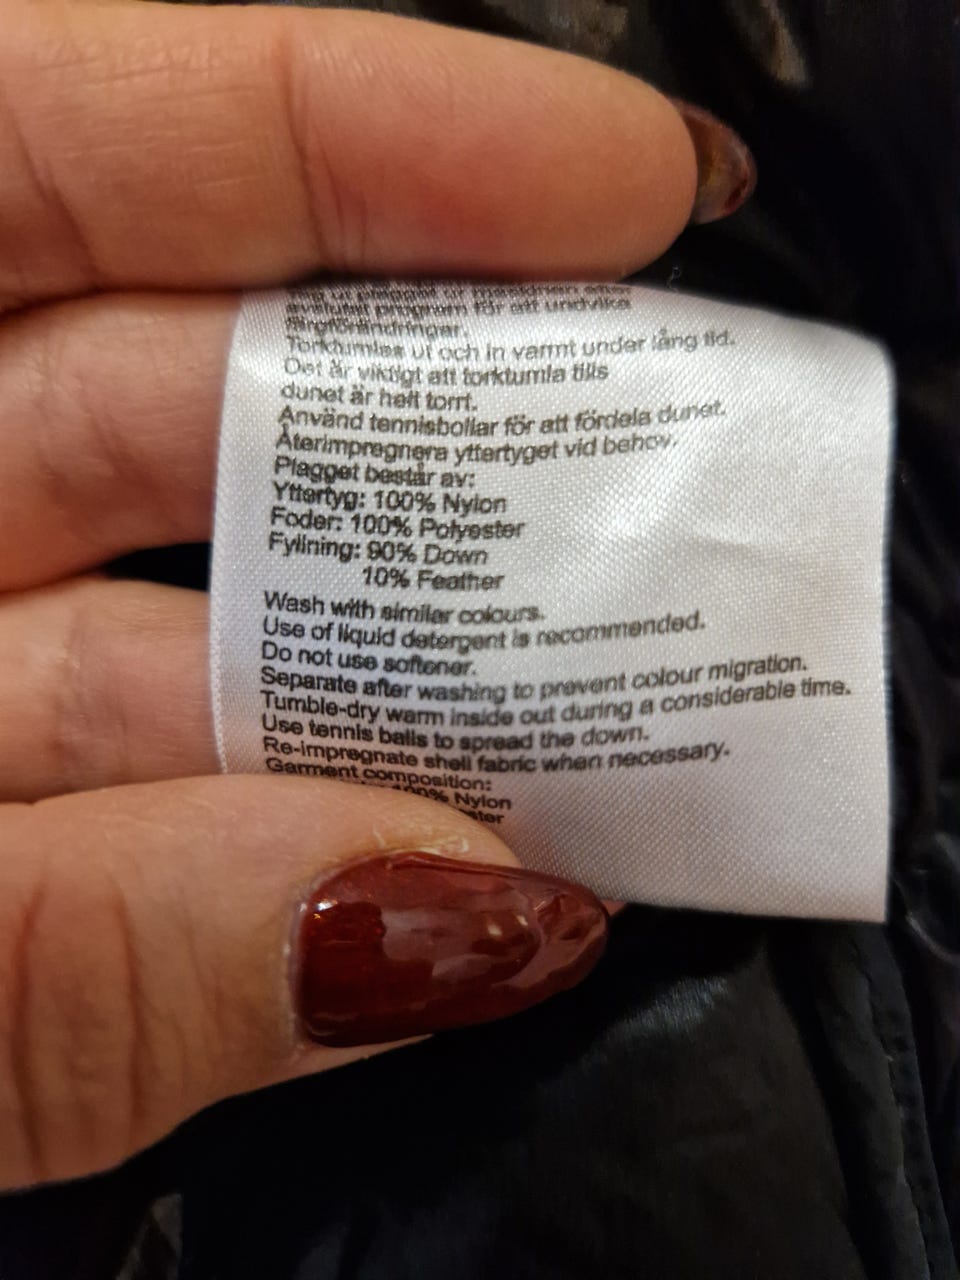 avslutat program för att undvika
färgförändringar.
Torktumlas ut och in varmt under lång tid.
Det är viktigt att torktumla tills
dunet är helt torrt.
Använd tennisbollar för att fördela dunet.
Återimpregnera yttertyget vid behov.
Plagget består av:
Yttertyg: 100% Nylon
Foder: 100% Polyester
Fyllning: 90% Down
10% Feather
Wash with similar colours.
Use of liquid detergent is recommended.
Do not use softener.
Separate after washing to prevent colour migration.
Tumble-dry warm inside out during a considerable time.
Use tennis balls to spread the down.
Re-impregnate shell fabric when necessary.
Garment composition:
100% Nylon